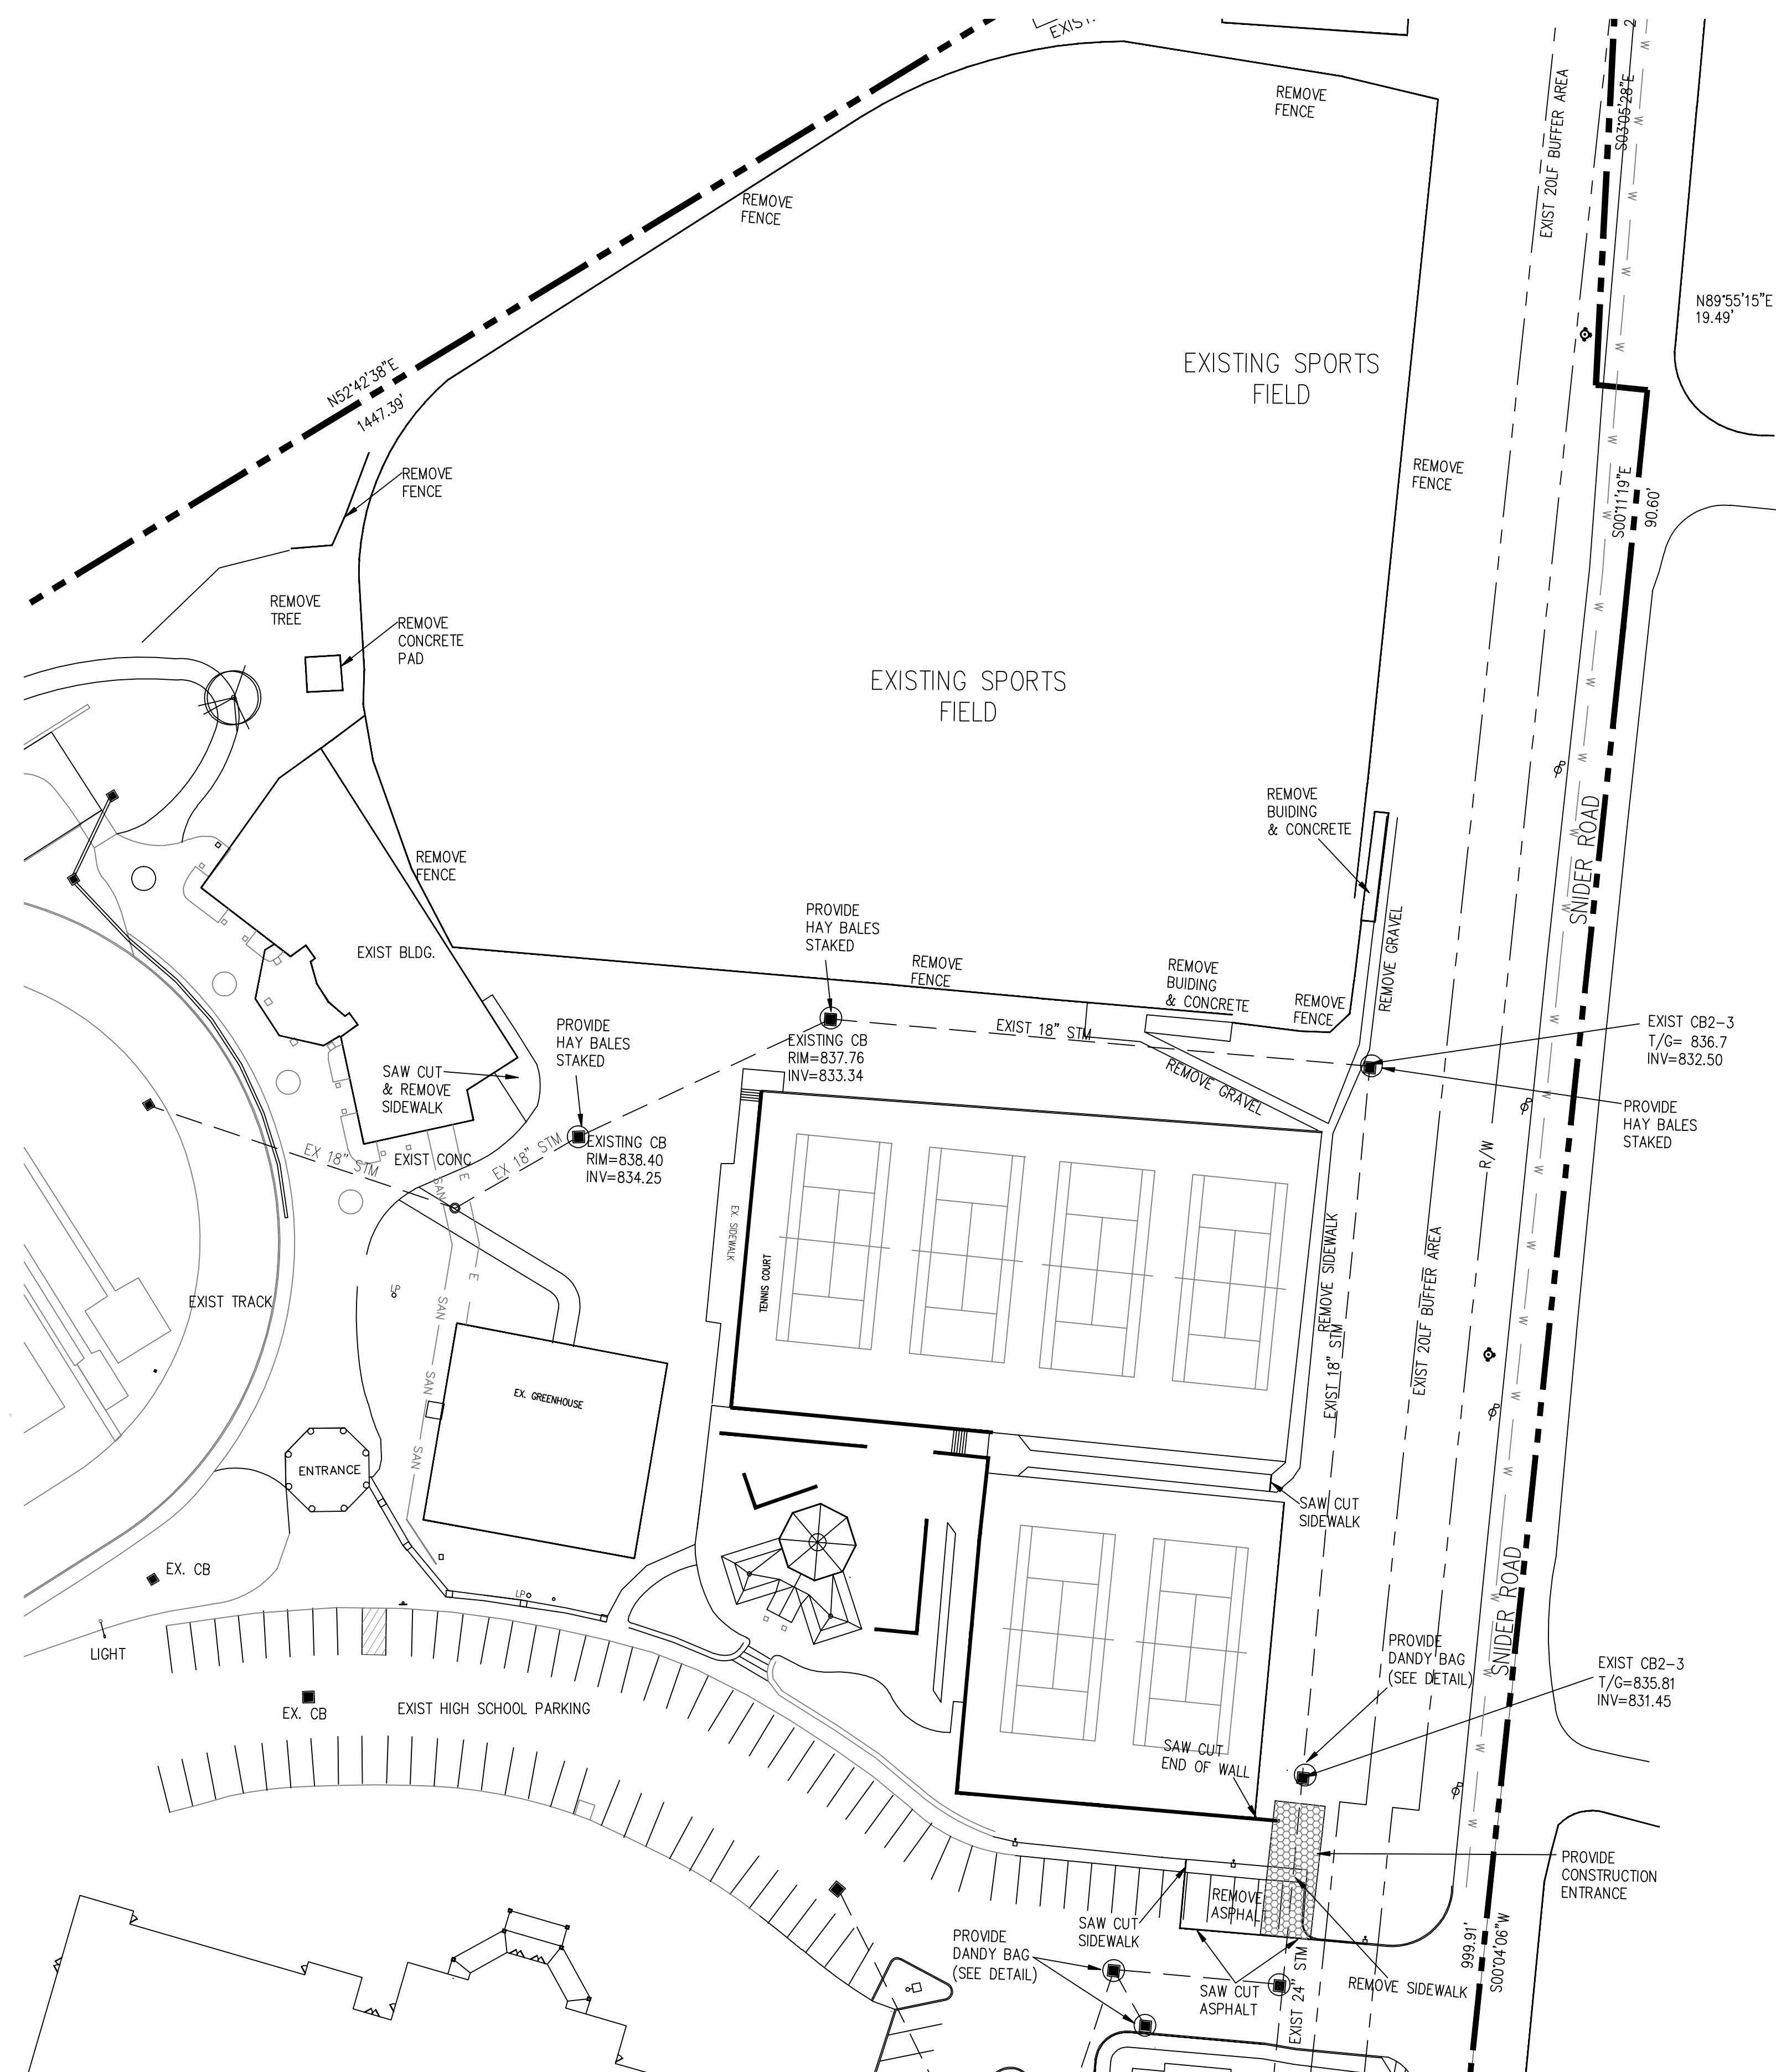 EXIST.
REMOVE
FENCE
EXIST 20LF BUFFER AREA
S03°05'28"E
2
W
REMOVE
FENCE
N89°55'15"E
19.49'
EXISTING SPORTS
FIELD
N52°42'38"E
1447.39'
REMOVE
FENCE
REMOVE
FENCE
S00°11'19"E
90.60'
REMOVE
TREE
REMOVE
CONCRETE
PAD
EXISTING SPORTS
FIELD
REMOVE
BUIDING
& CONCRETE
SNIDER ROAD
REMOVE
FENCE
PROVIDE
HAY BALES
STAKED
EXIST BLDG.
REMOVE
FENCE
REMOVE
BUIDING
& CONCRETE
REMOVE
FENCE
REMOVE GRAVEL
PROVIDE
HAY BALES
STAKED
EXISTING CB
RIM=837.76
INV=833.34
EXIST 18" STM
EXIST CB2-3
T/G= 836.7
INV=832.50
SAW CUT
& REMOVE
SIDEWALK
REMOVE GRAVEL
PROVIDE
HAY BALES
STAKED
EX 18" STM
EXIST CONC
EX 18" STM
EXISTING CB
RIM=838.40
INV=834.25
SAN
E
R/W
EX. SIDEWALK
TENNIS COURT
REMOVE SIDEWALK
EXIST 18" STM
EXIST 20LF BUFFER AREA
LP
E
SAN
EXIST TRACK
SAN
EX. GREENHOUSE
SAN
ENTRANCE
SAW CUT
SIDEWALK
EX. CB
LP
SNIDER ROAD
LIGHT
PROVIDE
DANDY BAG
(SEE DETAIL)
EXIST CB2-3
T/G=835.81
INV=831.45
EX. CB
EXIST HIGH SCHOOL PARKING
SAW CUT
END OF WALL
PROVIDE
CONSTRUCTION
ENTRANCE
REMOVE
ASPHAL
SAW CUT
SIDEWALK
PROVIDE
DANDY BAG
(SEE DETAIL)
SAW CUT
ASPHALT
EXIST 24" STM
REMOVE SIDEWALK
999.91'
S00°04'06"W